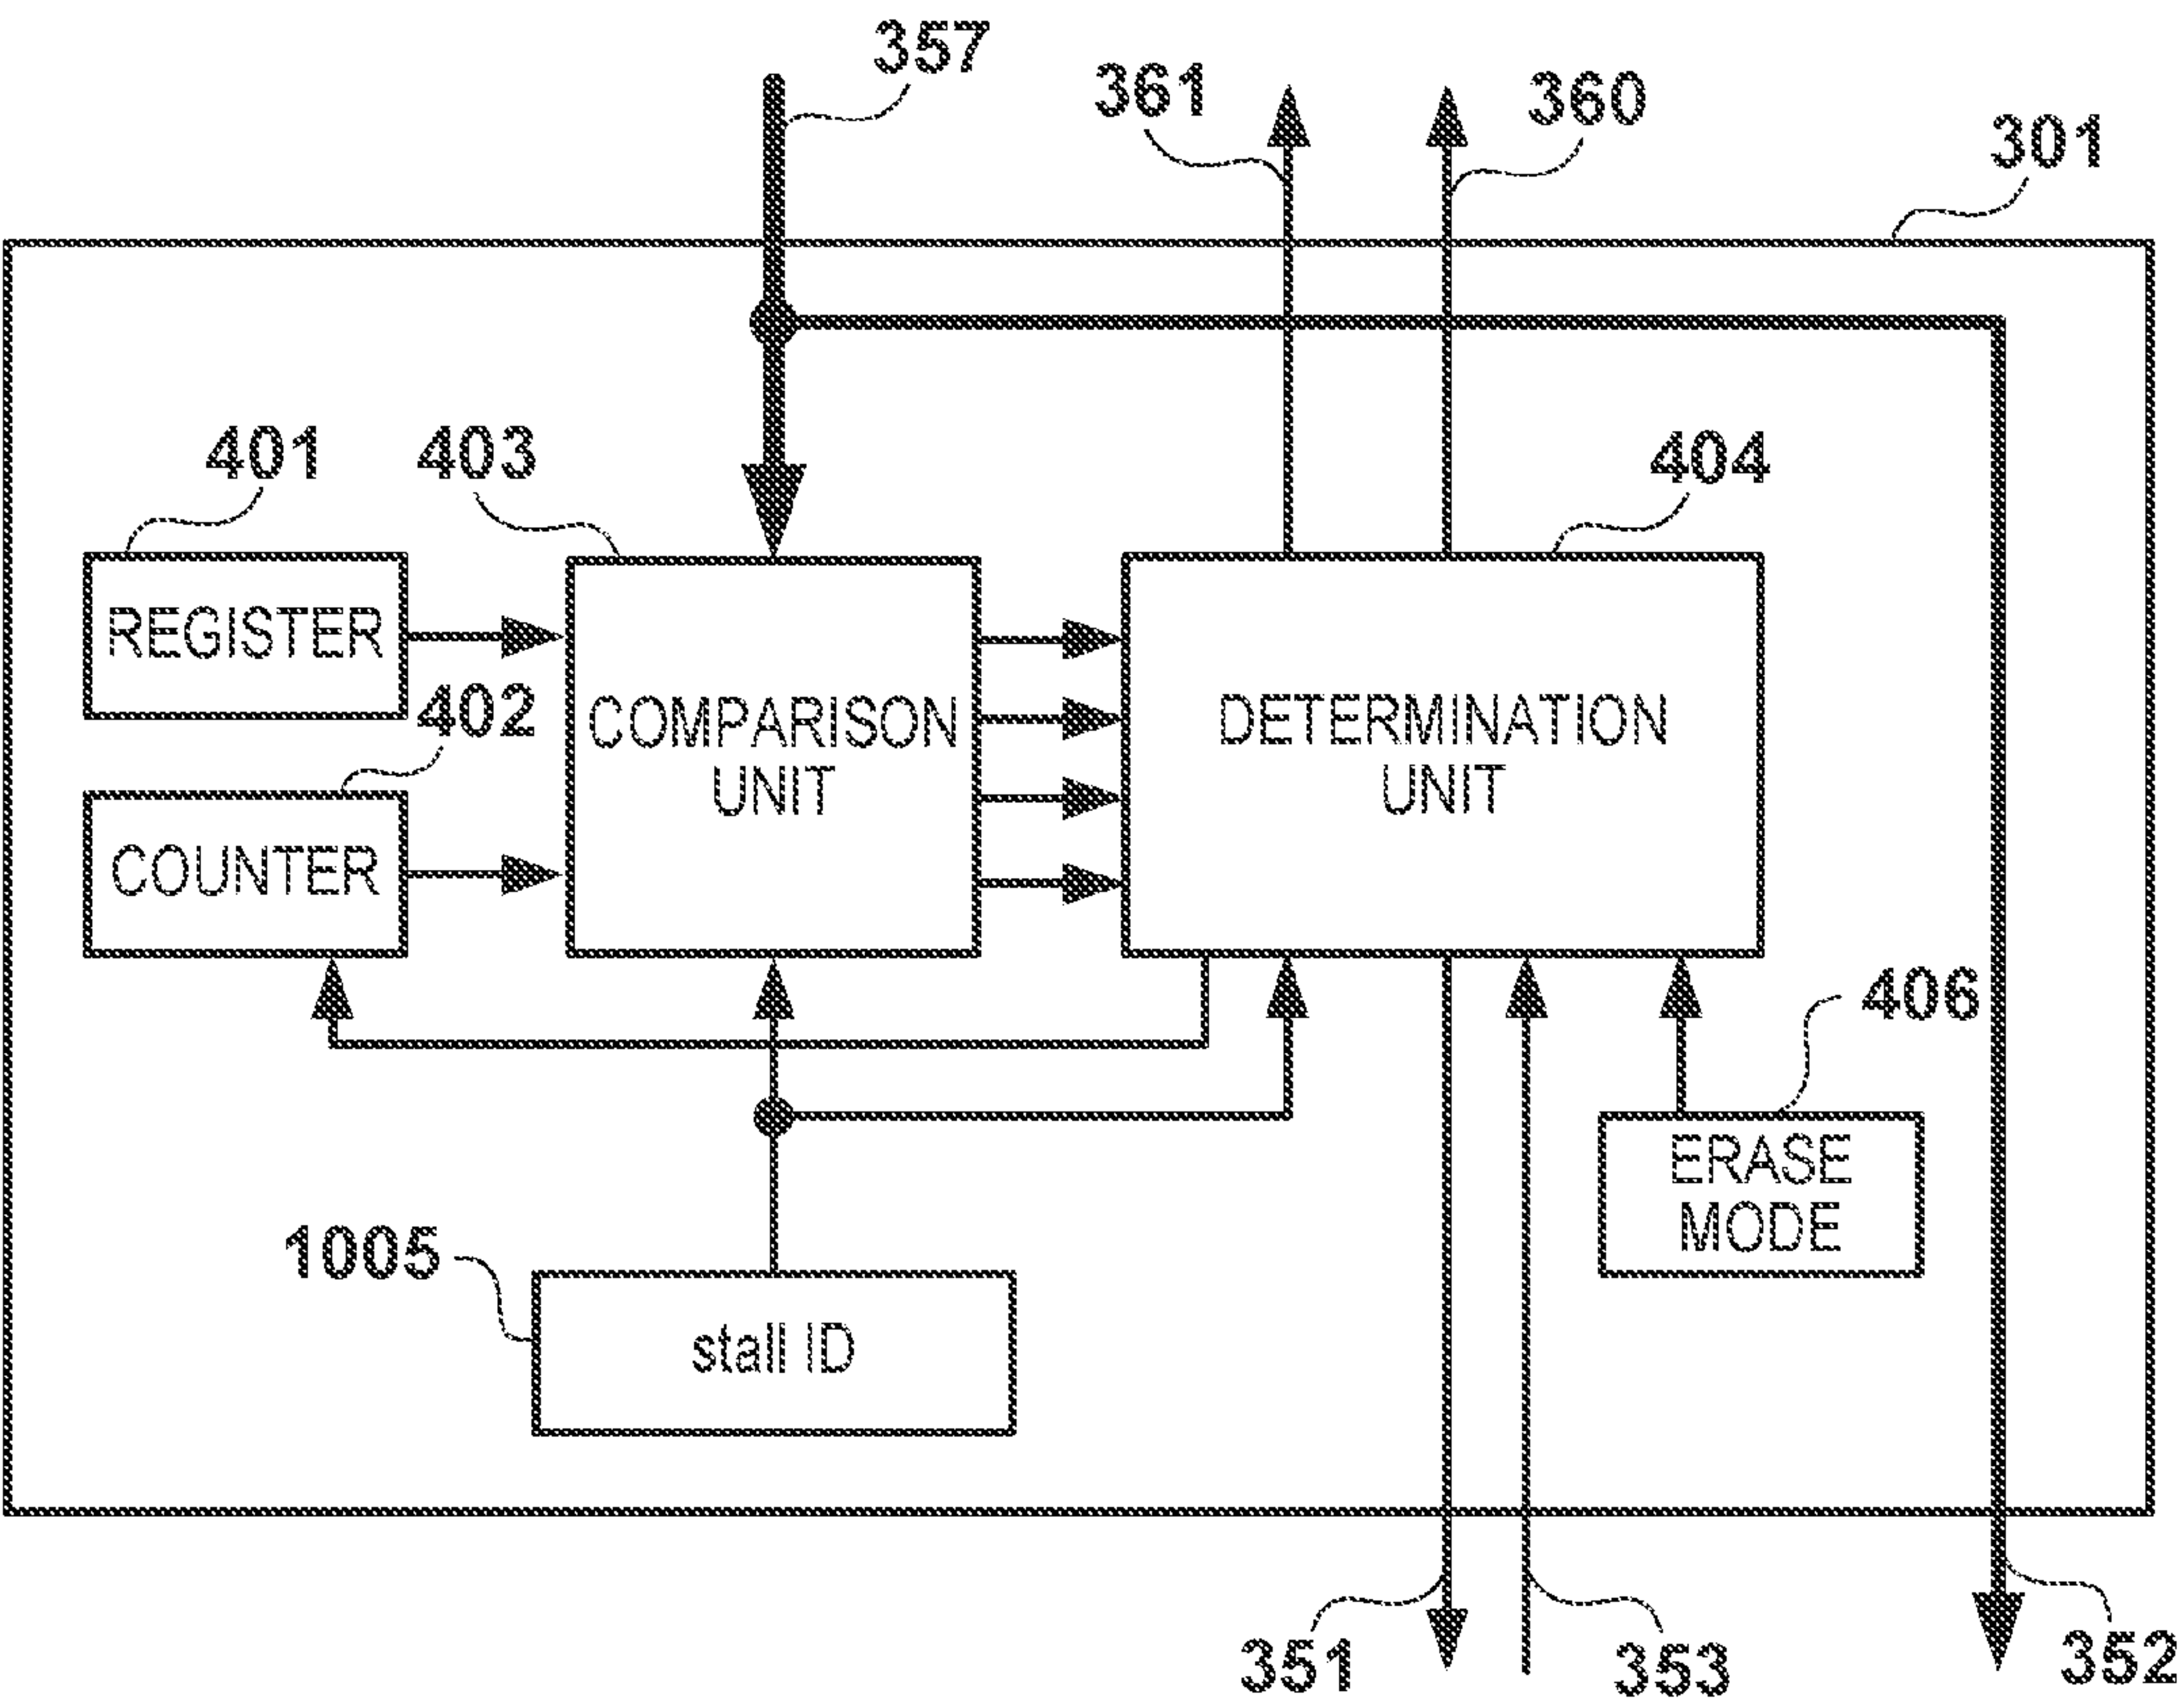 357
361
360
301
401
403
404
REGISTER
402
COMPARISON
UNIT
DETERMINATION
UNIT
COUNTER
406
ERASE
MODE
1005
stall ID
351
353
352